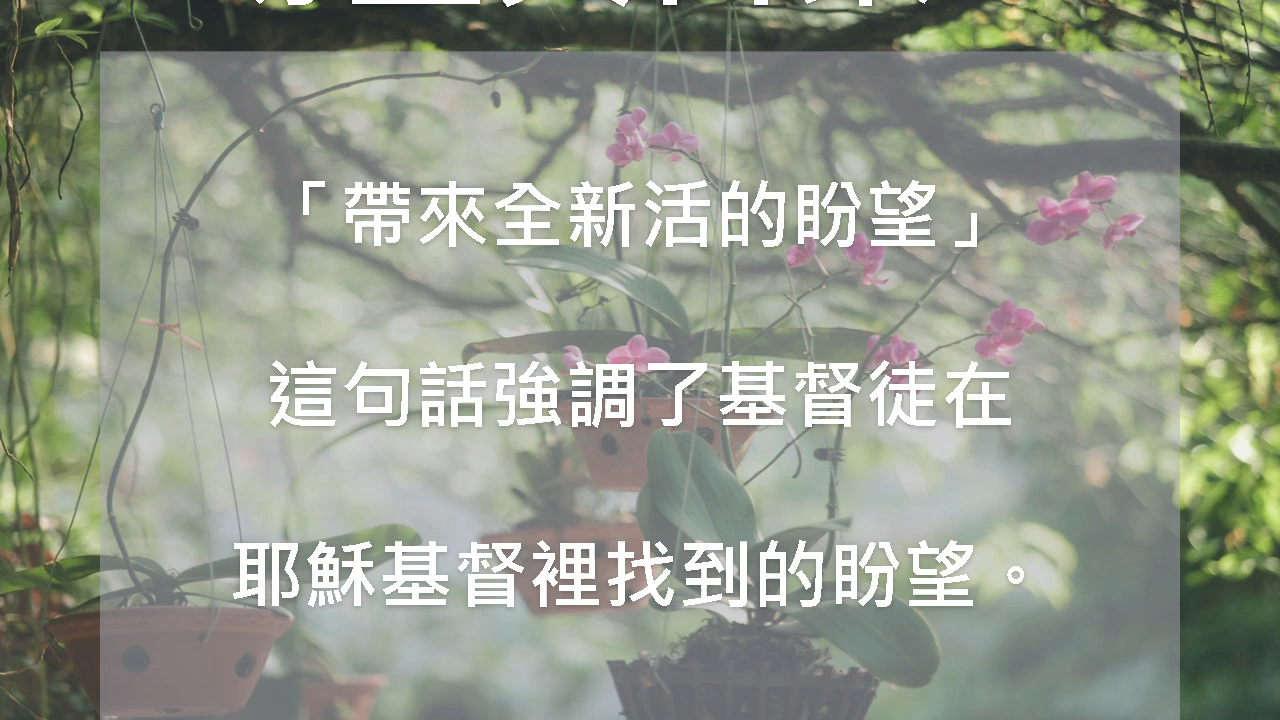 「帶來全新活的盼望」
這句話強調了基督徒在
耶穌基督裡找到的盼望。